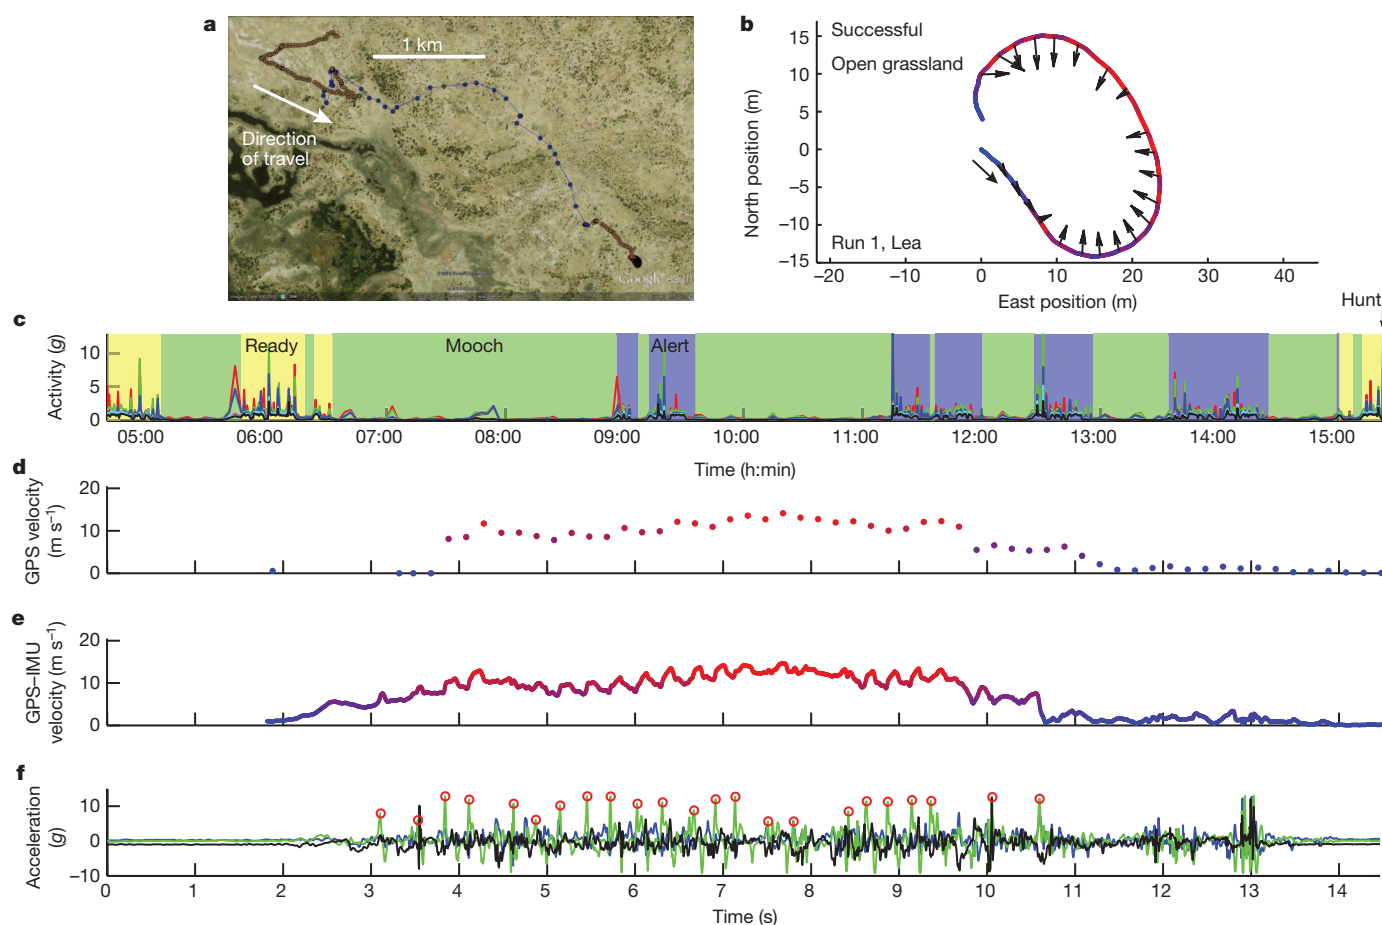 a
1 km
Direction
of travel
Google earth
b
Successful
Open grassland
Run 1, Lea
North position (m)
15
10
5
0
−5
−10
−15
−20
−10
0
10
20
30
40
East position (m)
Hunt
c
Activity (g)
10
5
0
Ready
Mooch
Alert
05:00
06:00
07:00
08:00
09:00
10:00
11:00
12:00
13:00
14:00
15:00
Time (h:min)
d
GPS velocity
(m s⁻¹)
20
10
0
e
GPS–IMU
velocity (m s⁻¹)
20
10
0
f
Acceleration
(g)
10
0
−10
0
1
2
3
4
5
6
7
8
9
10
11
12
13
14
Time (s)